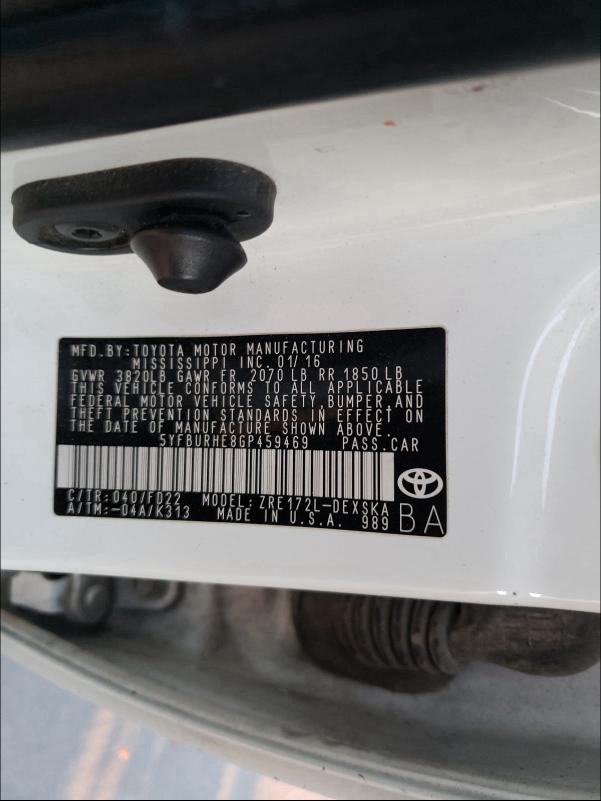 MFD. BY: TOYOTA MOTOR MANUFACTURING
MISSISSIPPI INC. 01/16
GVWR 3820LB GAWR FR 2070 LB RR 1850 LB
THIS VEHICLE CONFORMS TO ALL APPLICABLE
FEDERAL MOTOR VEHICLE SAFETY, BUMPER, AND
THEFT PREVENTION STANDARDS IN EFFECT ON
THE DATE OF MANUFACTURE SHOWN ABOVE.
5YFBURHE8GP459469 PASS. CAR
C/TR: 040/FD22 MODEL: ZRE172L-DEXSKA
A/TM: -04A/K313 MADE IN U.S.A. 989 BA